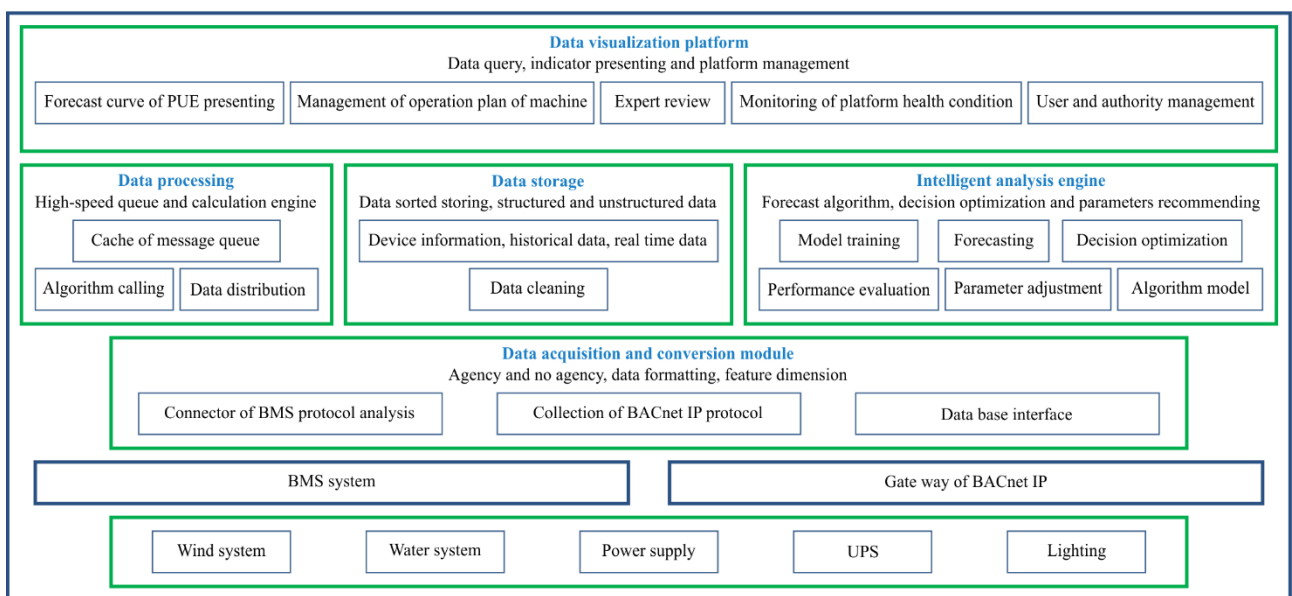 Data visualization platform
Data query, indicator presenting and platform management
Forecast curve of PUE presenting
Management of operation plan of machine
Expert review
Monitoring of platform health condition
User and authority management
Data processing
High-speed queue and calculation engine
Cache of message queue
Algorithm calling
Data distribution
Data storage
Data sorted storing, structured and unstructured data
Device information, historical data, real time data
Data cleaning
Intelligent analysis engine
Forecast algorithm, decision optimization and parameters recommending
Model training
Forecasting
Decision optimization
Performance evaluation
Parameter adjustment
Algorithm model
Data acquisition and conversion module
Agency and no agency, data formatting, feature dimension
Connector of BMS protocol analysis
Collection of BACnet IP protocol
Data base interface
BMS system
Gate way of BACnet IP
Wind system
Water system
Power supply
UPS
Lighting